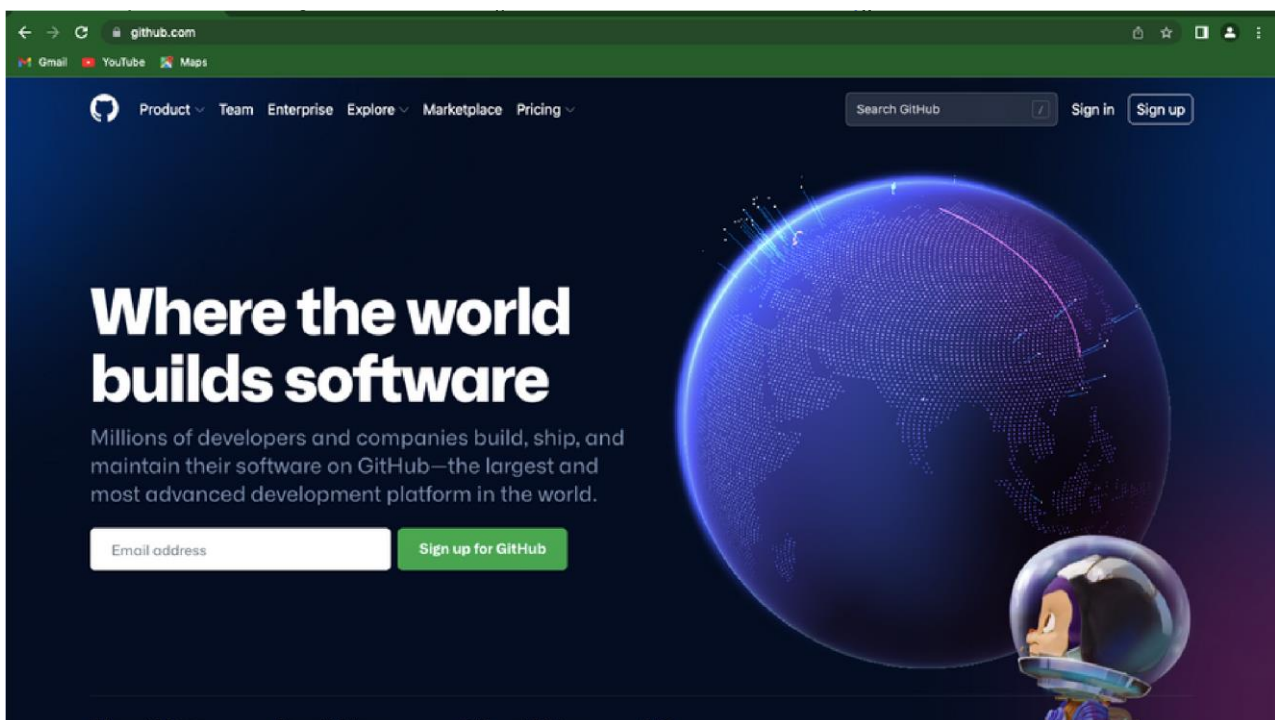 github.com
Gmail YouTube Maps
Product Team Enterprise Explore Marketplace Pricing Search GitHub / Sign in Sign up
Where the world
builds software
Millions of developers and companies build, ship, and
maintain their software on GitHub—the largest and
most advanced development platform in the world.
Email address Sign up for GitHub